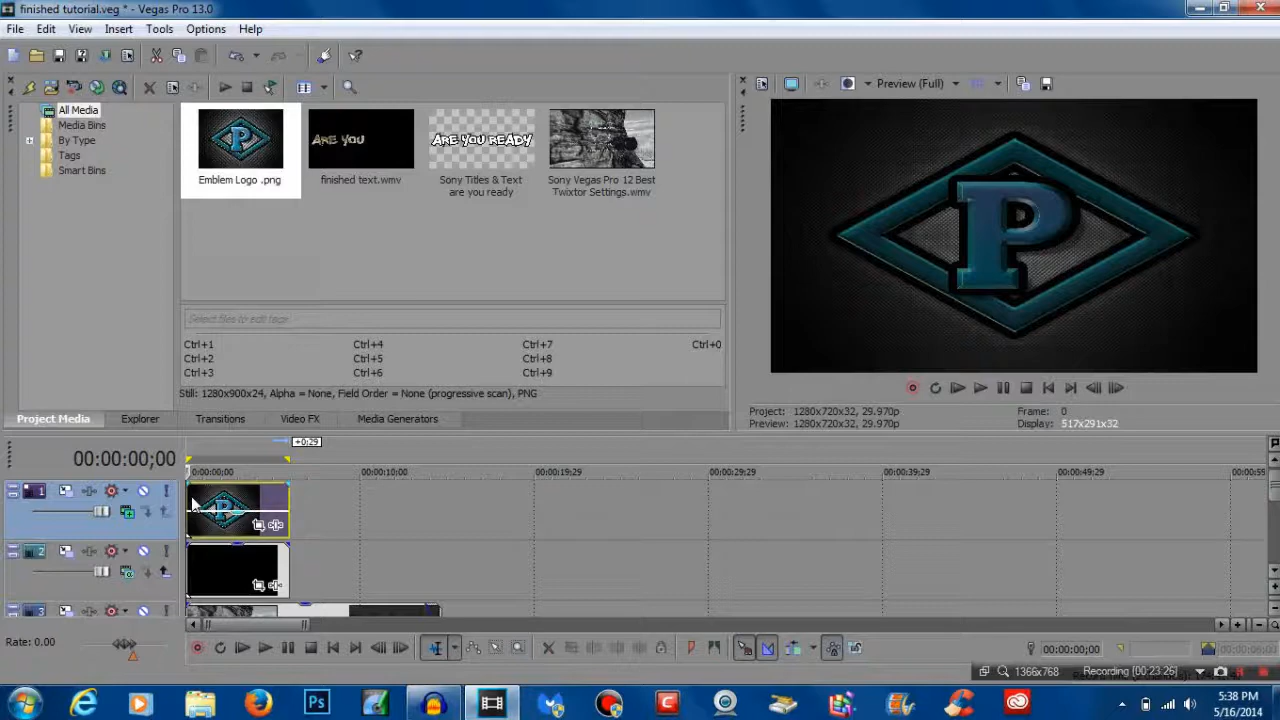 finished tutorial.veg * - Vegas Pro 13.0
File Edit View Insert Tools Options Help
Preview (Full)
All Media
Media Bins
By Type
Tags
Smart Bins
P
ARE YOU
ARE YOU READY
Emblem Logo .png
finished text.wmv
Sony Titles & Text
are you ready
Sony Vegas Pro 12 Best
Twixtor Settings.wmv
P
Select files to edit tags
Ctrl+1 Ctrl+4 Ctrl+7 Ctrl+0
Ctrl+2 Ctrl+5 Ctrl+8
Ctrl+3 Ctrl+6 Ctrl+9
Still: 1280x900x24, Alpha = None, Field Order = None (progressive scan), PNG
Project Media Explorer Transitions Video FX Media Generators
Project: 1280x720x32, 29.970p Frame: 0
Preview: 1280x720x32, 29.970p Display: 517x291x32
+0;29
00:00:00;00
0:00:00;00 00:00:10;00 00:00:19;29 00:00:29;29 00:00:39;29 00:00:49;29 00:00:59
1
P
2
3
Rate: 0.00
00:00:00;00
1366x768 Recording [00:23:26]
Ps
C
5:38 PM
5/16/2014